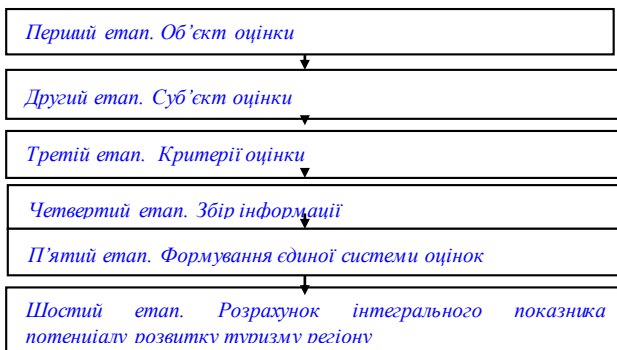 Перший етап. Об’єкт оцінки
Другий етап. Суб’єкт оцінки
Третій етап. Критерії оцінки
Четвертий етап. Збір інформації
П’ятий етап. Формування єдиної системи оцінок
Шостий етап. Розрахунок інтегрального показника
потенціалу розвитку туризму регіону